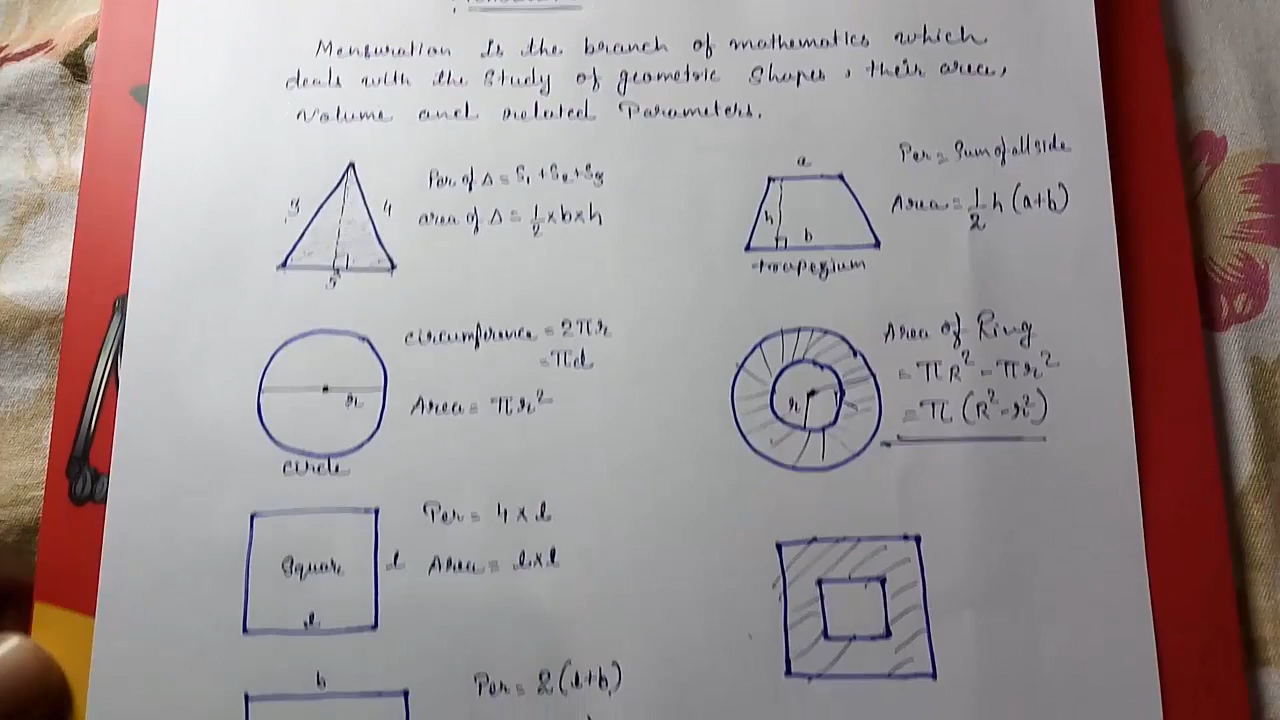 Mensuration Is the branch of mathematics which
deals with the study of geometric shapes, their area,
volume and related Parameters.
3
4
5
Per of Δ = S₁ + S₂ + S₃
area of Δ = 1/2 × b × h
a
h
b
trapezium
Per = Sum of all side
Area = 1/2 h (a+b)
r
circle
circumference = 2πr
= πd
Area = πr²
r
Area of Ring
= πR² - πr²
= π (R² - r²)
Square
l
l
Per = 4 × l
Area = l×l
b
Per = 2(l+b)